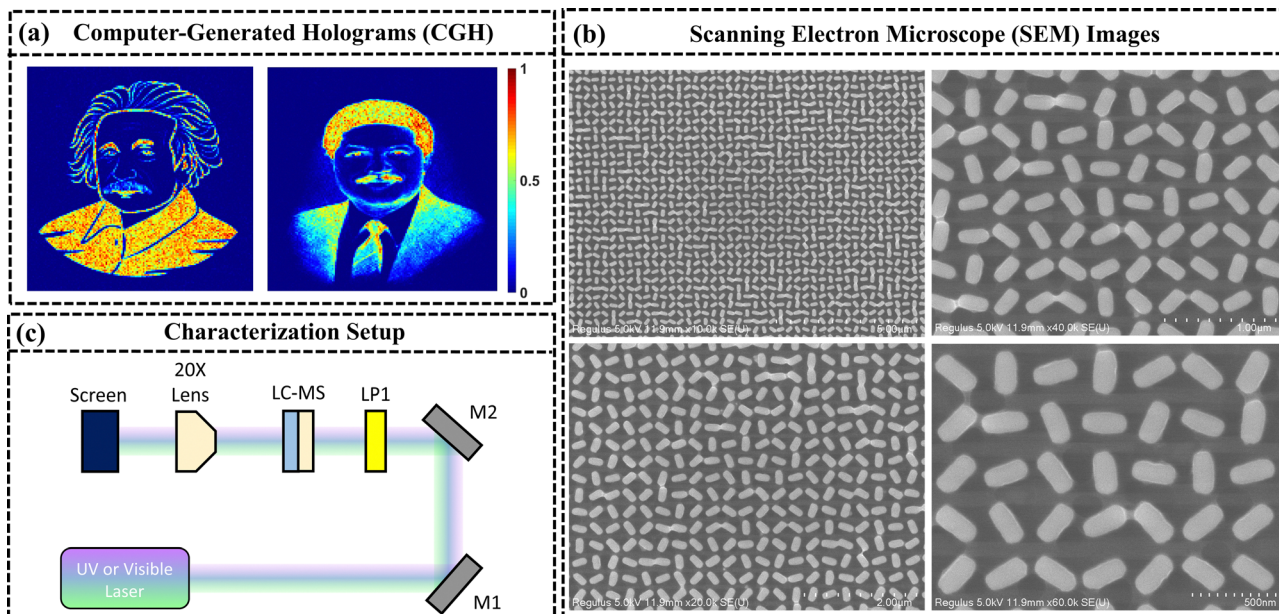 (a) Computer-Generated Holograms (CGH)
1
0.5
0
(b) Scanning Electron Microscope (SEM) Images
Regulus 5.0kV 11.9mm x10.0k SE(U) 5.00μm
Regulus 5.0kV 11.9mm x40.0k SE(U) 1.00μm
Regulus 5.0kV 11.9mm x20.0k SE(U) 2.00μm
Regulus 5.0kV 11.9mm x60.0k SE(U) 500nm
(c) Characterization Setup
Screen
20X
Lens
LC-MS
LP1
M2
UV or Visible
Laser
M1